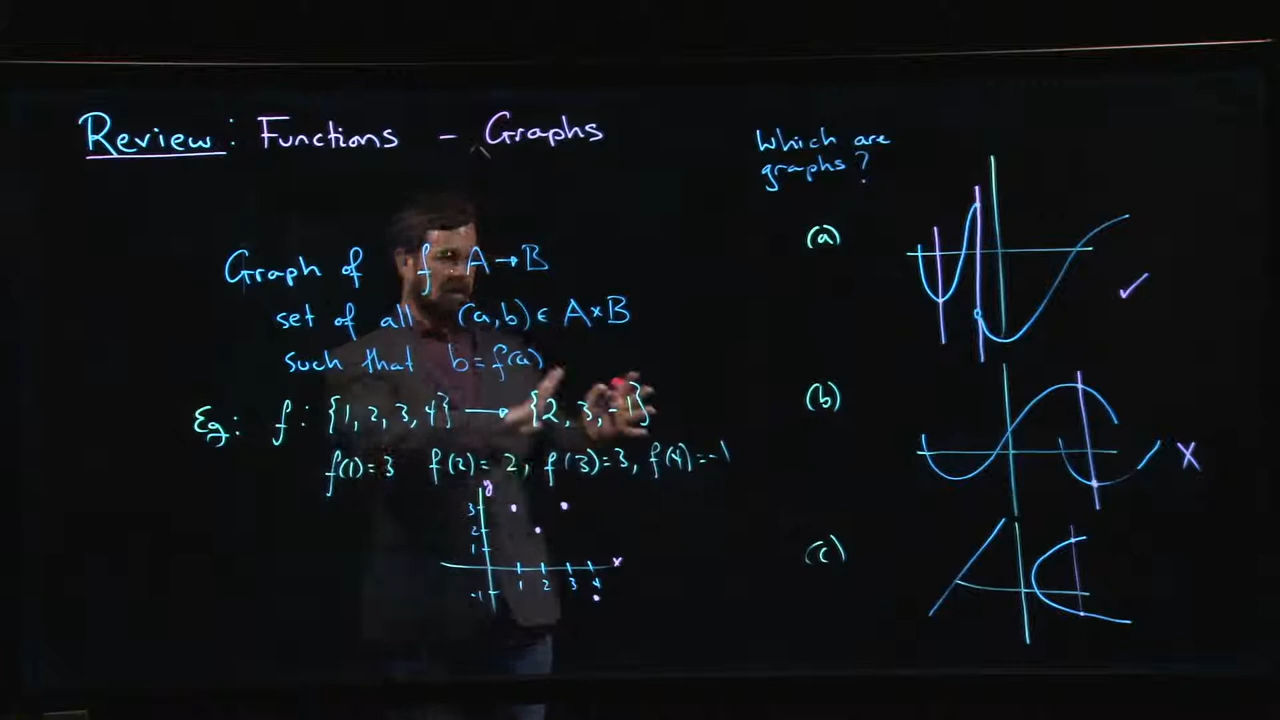 Review: Functions - Graphs
Graph of f: A → B
set of all (a,b) ∈ A×B
such that b = f(a)
Eg: f: {1, 2, 3, 4} → {2, 3, -1}
f(1)=3 f(2)=2, f(3)=3, f(4)=-1
y
3
2
1
-1
1 2 3 4
x
Which are
graphs?
(a)
✓
(b)
X
(c)